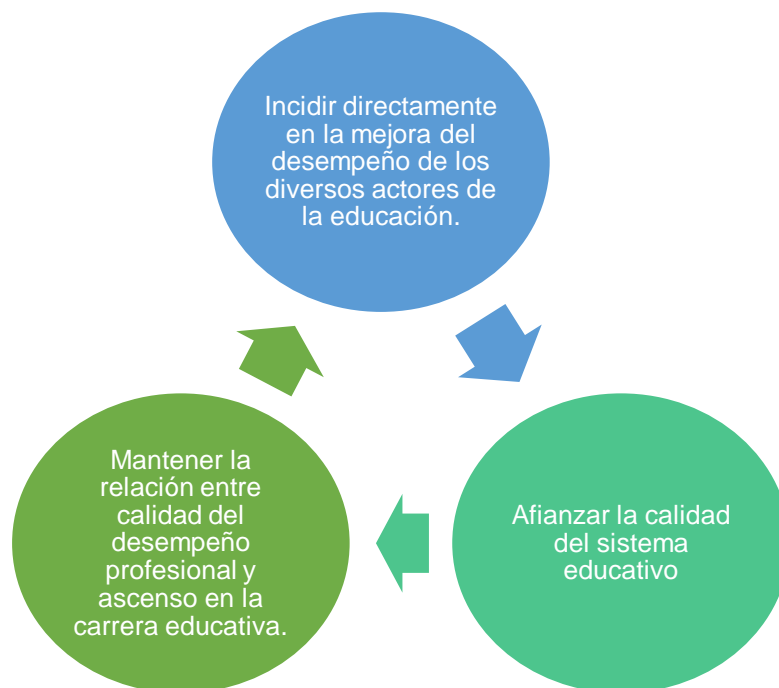 Incidir directamente
en la mejora del
desempeño de los
diversos actores de
la educación.
Afianzar la calidad
del sistema
educativo
Mantener la
relación entre
calidad del
desempeño
profesional y
ascenso en la
carrera educativa.